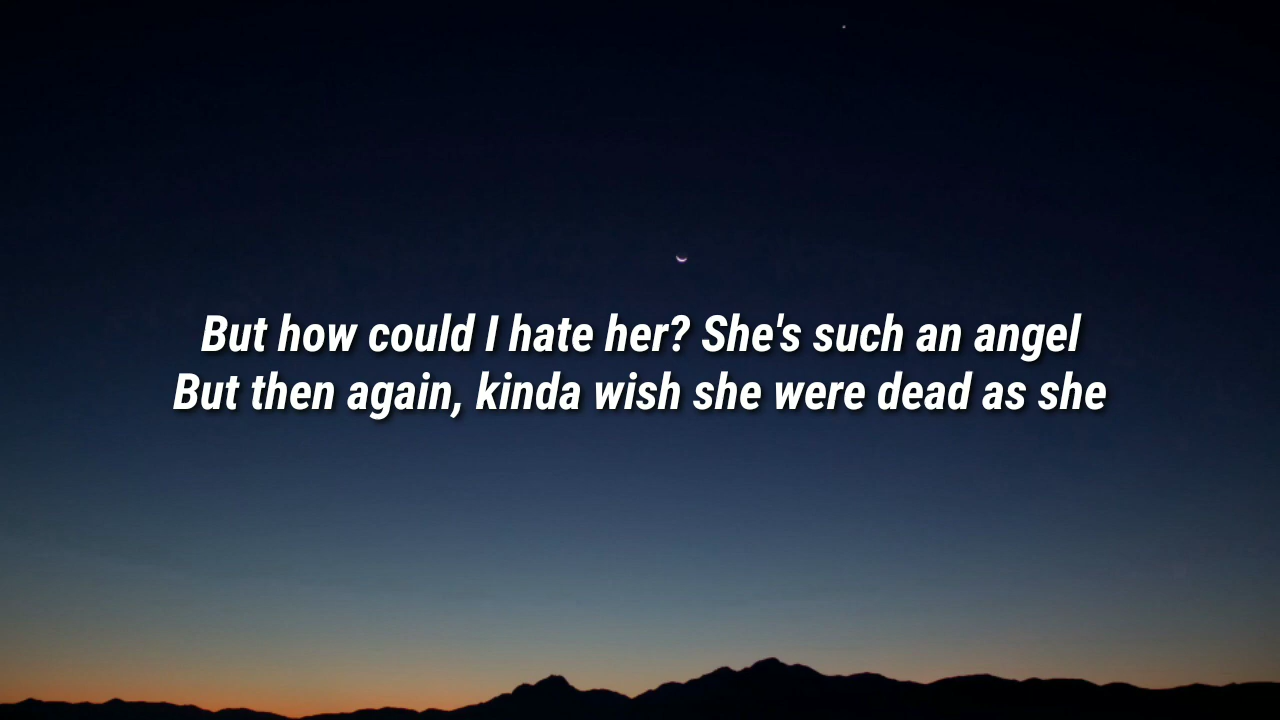 But how could I hate her? She's such an angel
But then again, kinda wish she were dead as she